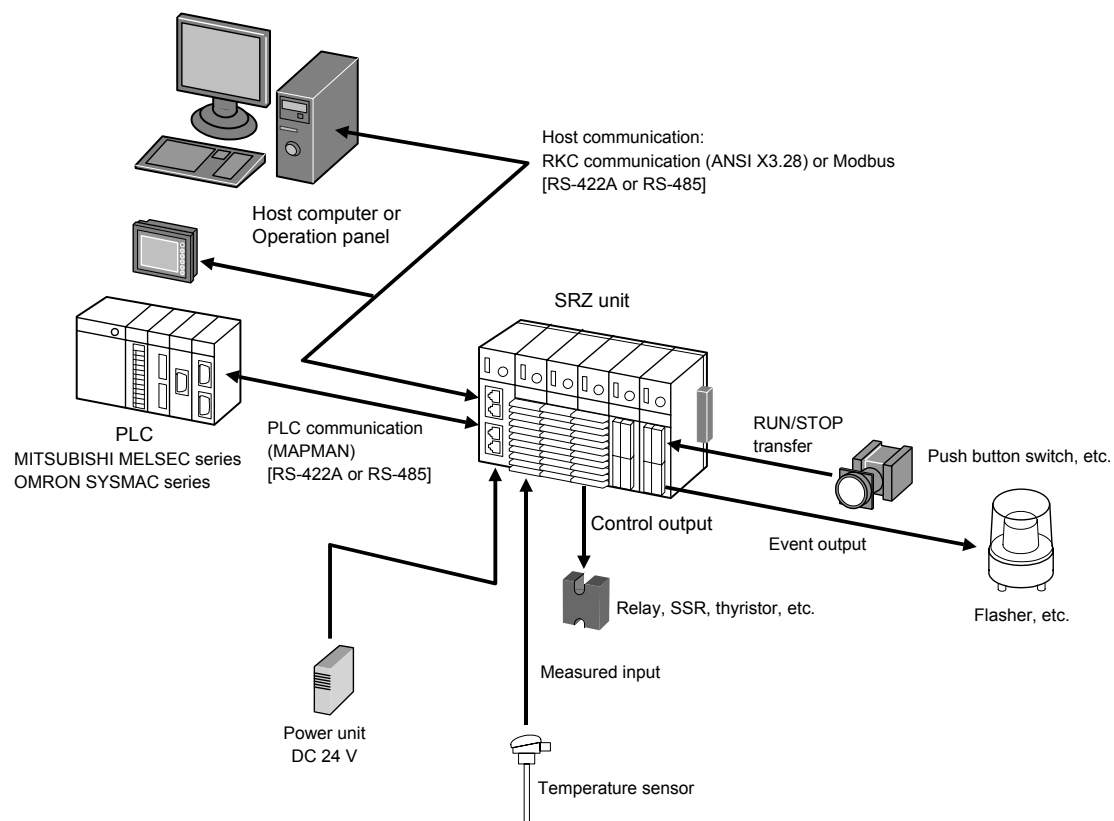 Host communication:
RKC communication (ANSI X3.28) or Modbus
[RS-422A or RS-485]
Host computer or
Operation panel
SRZ unit
PLC
MITSUBISHI MELSEC series
OMRON SYSMAC series
PLC communication
(MAPMAN)
[RS-422A or RS-485]
RUN/STOP
transfer
Push button switch, etc.
Control output
Event output
Relay, SSR, thyristor, etc.
Flasher, etc.
Measured input
Power unit
DC 24 V
Temperature sensor